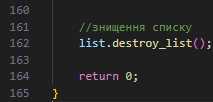 160
161 //знищення списку
162 list.destroy_list();
163
164 return 0;
165 }